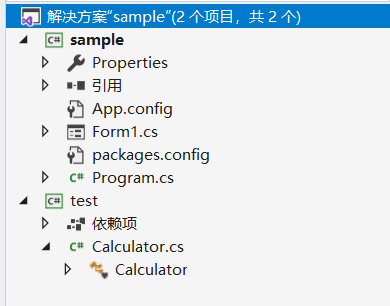 解决方案“sample”(2 个项目，共 2 个)
C# sample
Properties
引用
App.config
Form1.cs
packages.config
C# Program.cs
C# test
依赖项
C# Calculator.cs
Calculator